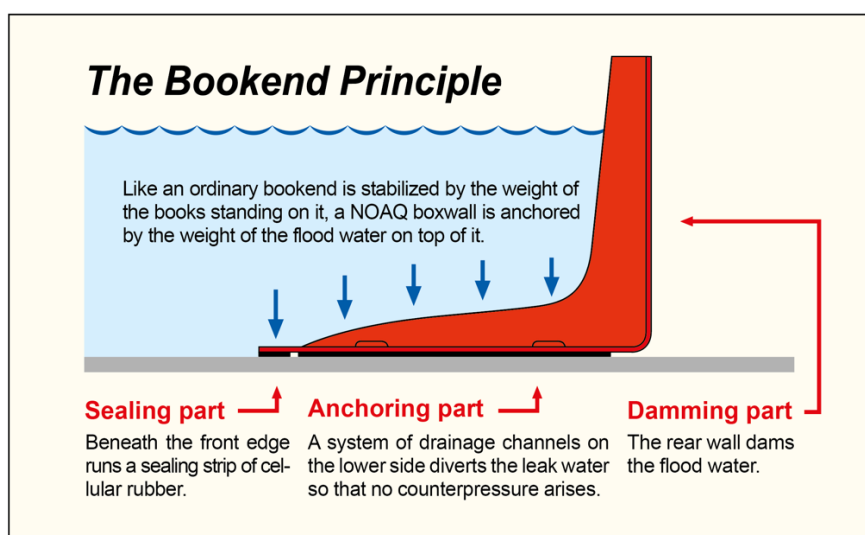 The Bookend Principle
Like an ordinary bookend is stabilized by the weight of
the books standing on it, a NOAQ boxwall is anchored
by the weight of the flood water on top of it.
Sealing part
Beneath the front edge
runs a sealing strip of cel-
lular rubber.
Anchoring part
A system of drainage channels on
the lower side diverts the leak water
so that no counterpressure arises.
Damming part
The rear wall dams
the flood water.